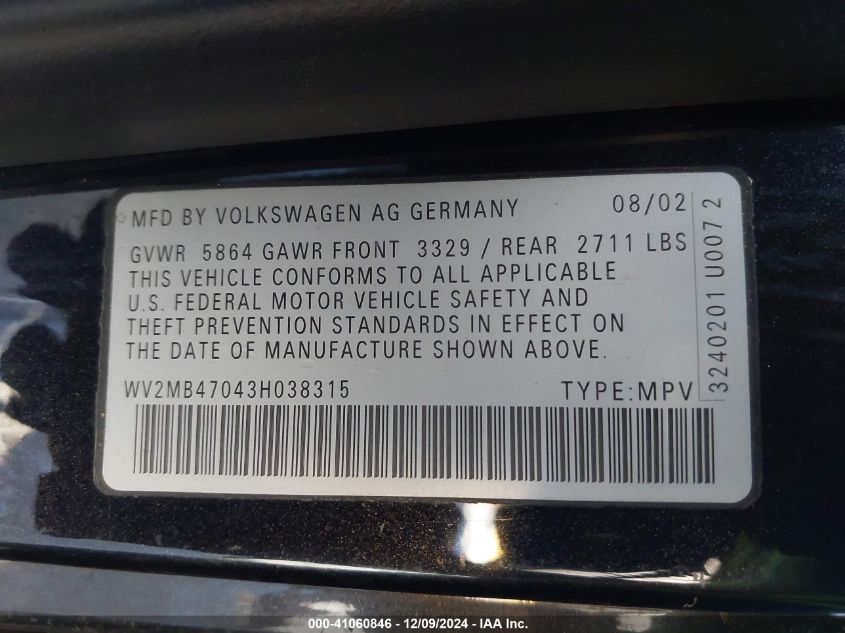 MFD BY VOLKSWAGEN AG GERMANY 08/02
GVWR 5864 GAWR FRONT 3329 / REAR 2711 LBS
THIS VEHICLE CONFORMS TO ALL APPLICABLE
U.S. FEDERAL MOTOR VEHICLE SAFETY AND
THEFT PREVENTION STANDARDS IN EFFECT ON
THE DATE OF MANUFACTURE SHOWN ABOVE.
WV2MB47043H038315 TYPE:MPV
3240201 U0072
000-41060846 - 12/09/2024 - IAA Inc.